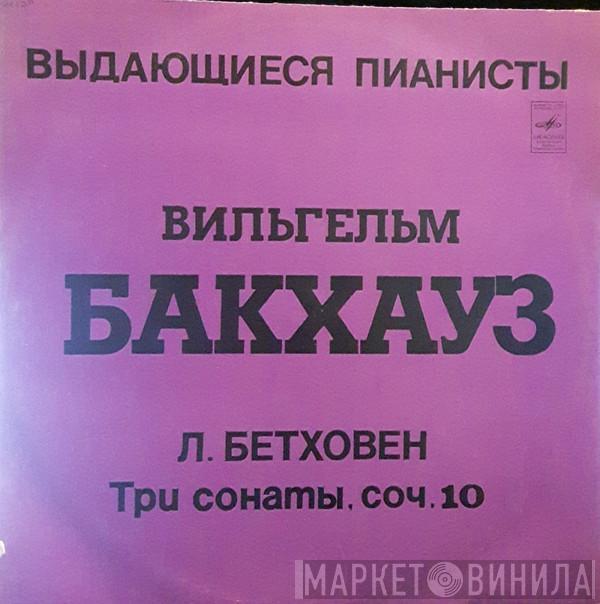 ВЫДАЮЩИЕСЯ ПИАНИСТЫ
ВИЛЬГЕЛЬМ
БАКХАУЗ
Л. БЕТХОВЕН
Три сонаты, соч. 10
МАРКЕТ ВИНИЛА